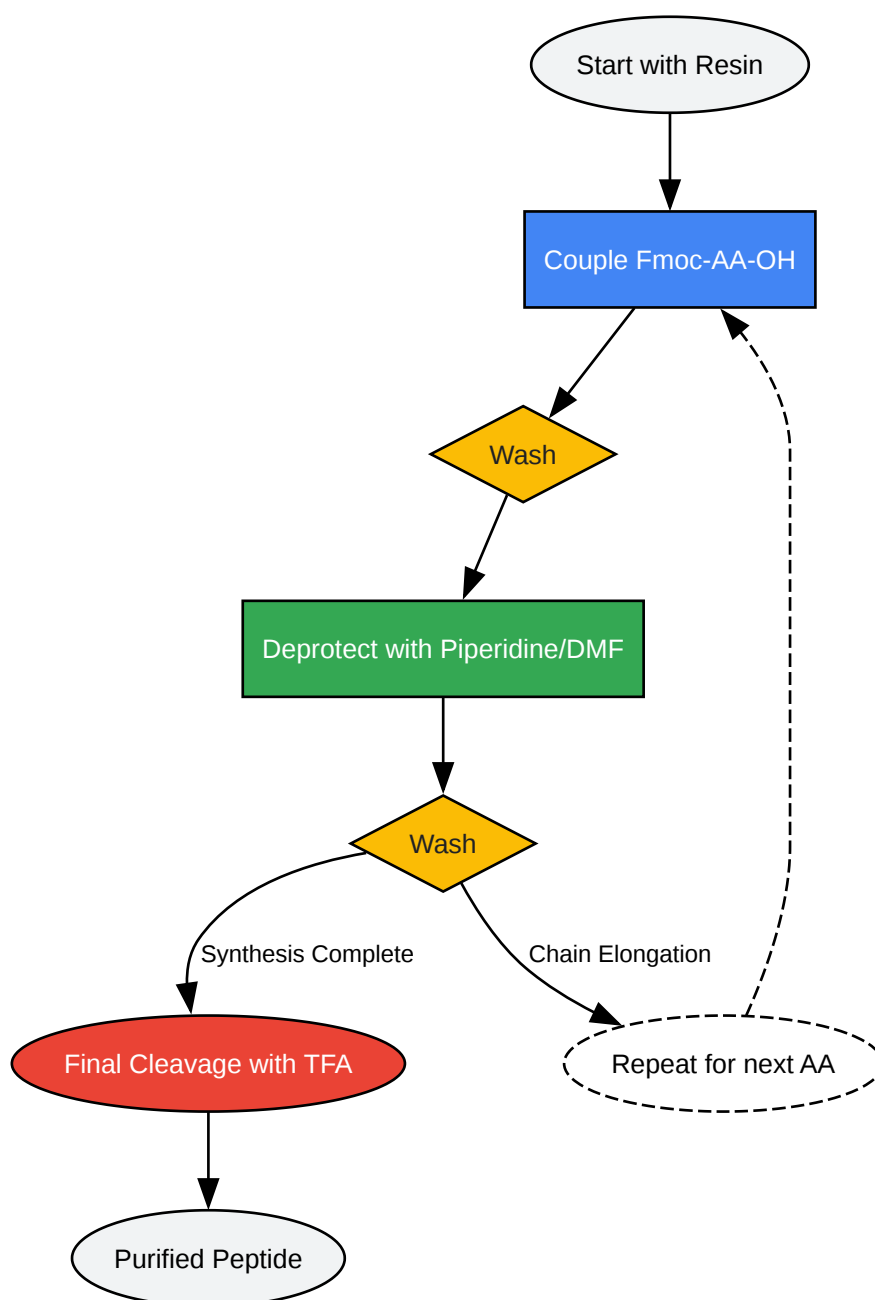 Start with Resin
Couple Fmoc-AA-OH
Wash
Deprotect with Piperidine/DMF
Wash
Synthesis Complete
Chain Elongation
Final Cleavage with TFA
Repeat for next AA
Purified Peptide